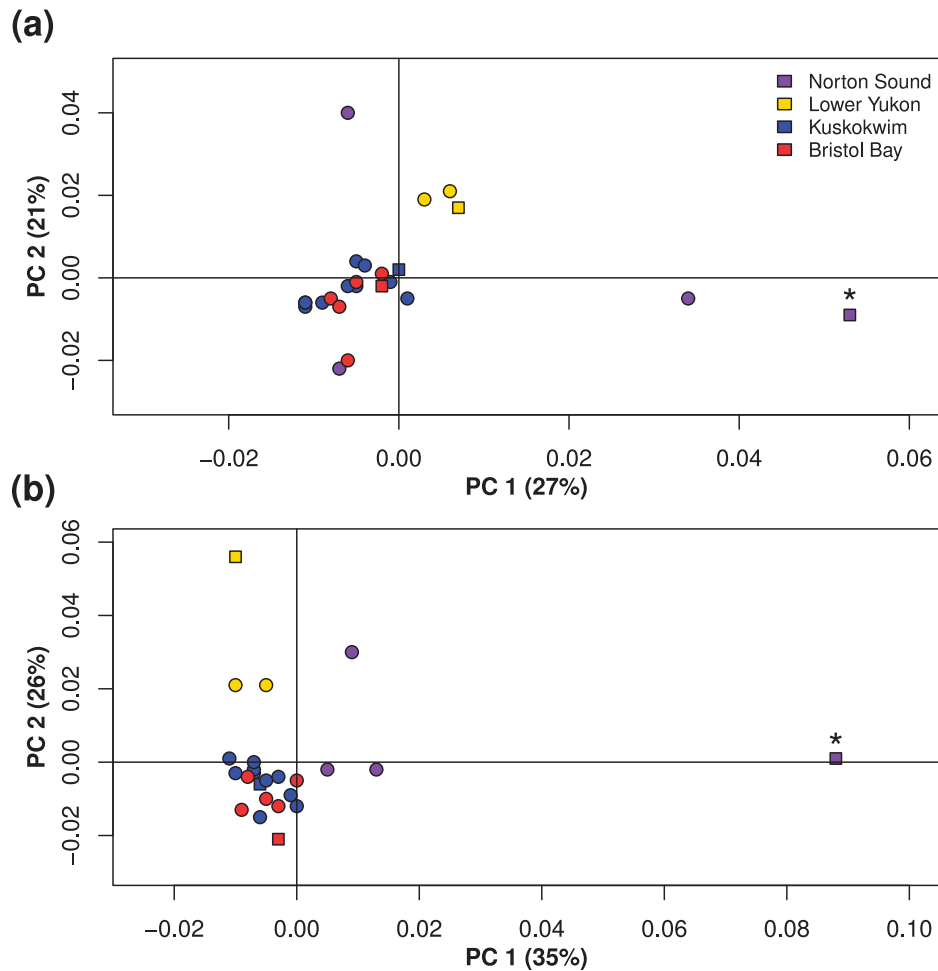 (a)
Norton Sound
Lower Yukon
Kuskokwim
Bristol Bay
PC 2 (21%)
0.04
0.02
0.00
−0.02
*
−0.02 0.00 0.02 0.04 0.06
PC 1 (27%)
(b)
PC 2 (26%)
0.06
0.04
0.02
0.00
−0.02
*
−0.02 0.00 0.02 0.04 0.06 0.08 0.10
PC 1 (35%)